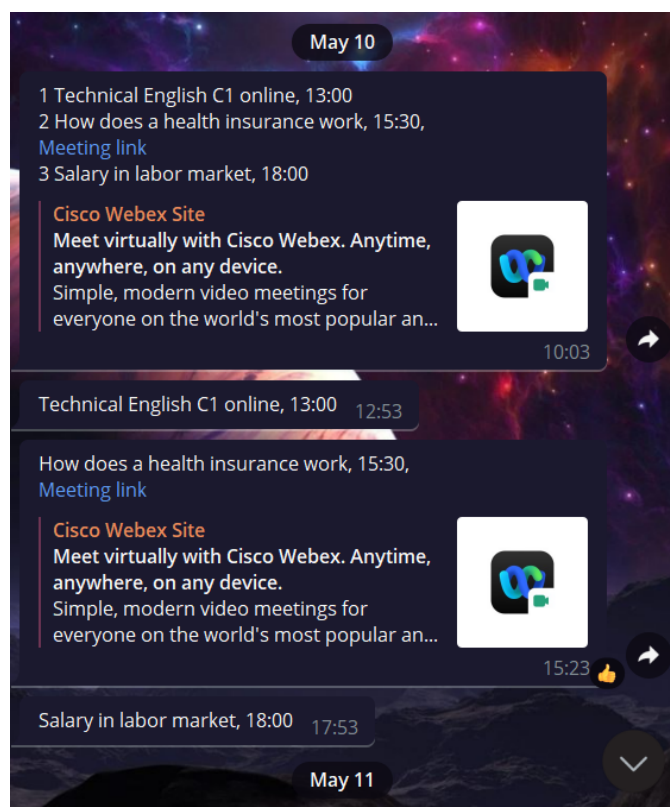 May 10
1 Technical English C1 online, 13:00
2 How does a health insurance work, 15:30,
Meeting link
3 Salary in labor market, 18:00
Cisco Webex Site
Meet virtually with Cisco Webex. Anytime,
anywhere, on any device.
Simple, modern video meetings for
everyone on the world's most popular an...
10:03
Technical English C1 online, 13:00 12:53
How does a health insurance work, 15:30,
Meeting link
Cisco Webex Site
Meet virtually with Cisco Webex. Anytime,
anywhere, on any device.
Simple, modern video meetings for
everyone on the world's most popular an...
15:23
Salary in labor market, 18:00 17:53
May 11